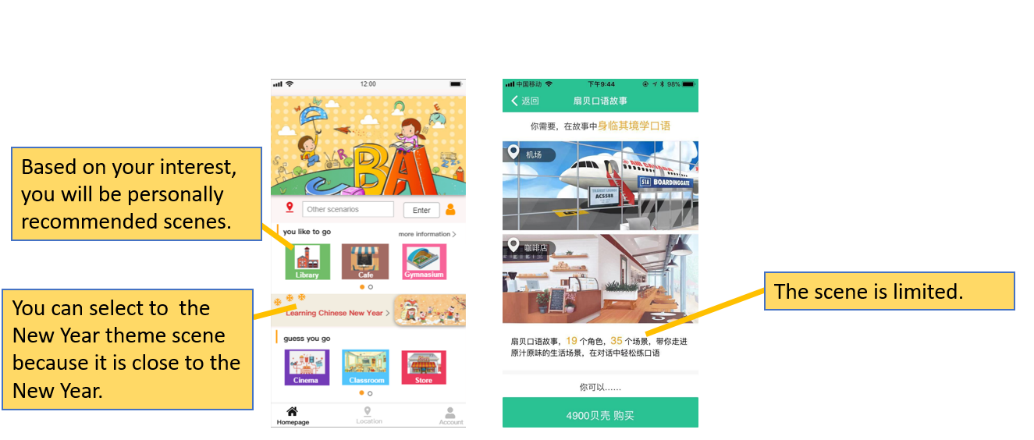 Based on your interest,
you will be personally
recommended scenes.
You can select to the
New Year theme scene
because it is close to the
New Year.
12:00
Other scenarios
Enter
you like to go
more information >
Library
Cafe
Gymnasium
Learning Chinese New Year >
guess you go
Cinema
Classroom
Store
Homepage
Location
Account
中国移动
下午9:44
98%
返回
扇贝口语故事
你需要，在故事中身临其境学口语
机场
BOARDINGGATE
咖啡店
扇贝口语故事，19个角色，35个场景，带你走进
原汁原味的生活场景，在对话中轻松练口语
你可以……
4900贝壳 购买
The scene is limited.